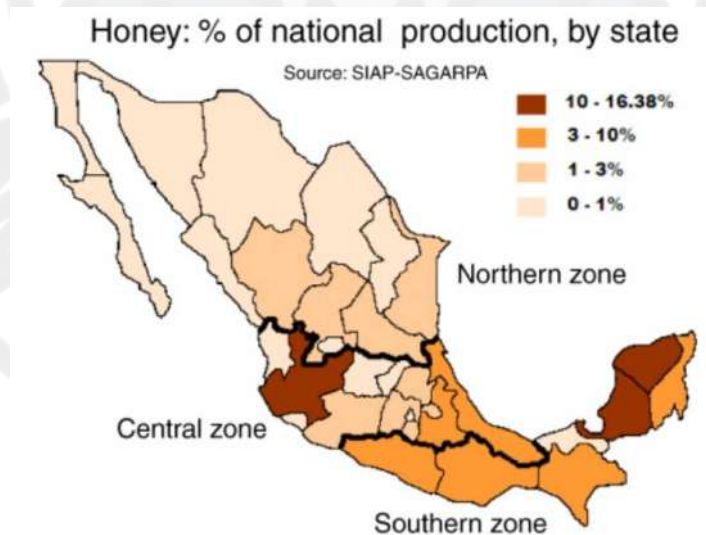 Honey: % of national production, by state
Source: SIAP-SAGARPA
10 - 16.38%
3 - 10%
1 - 3%
0 - 1%
Northern zone
Central zone
Southern zone